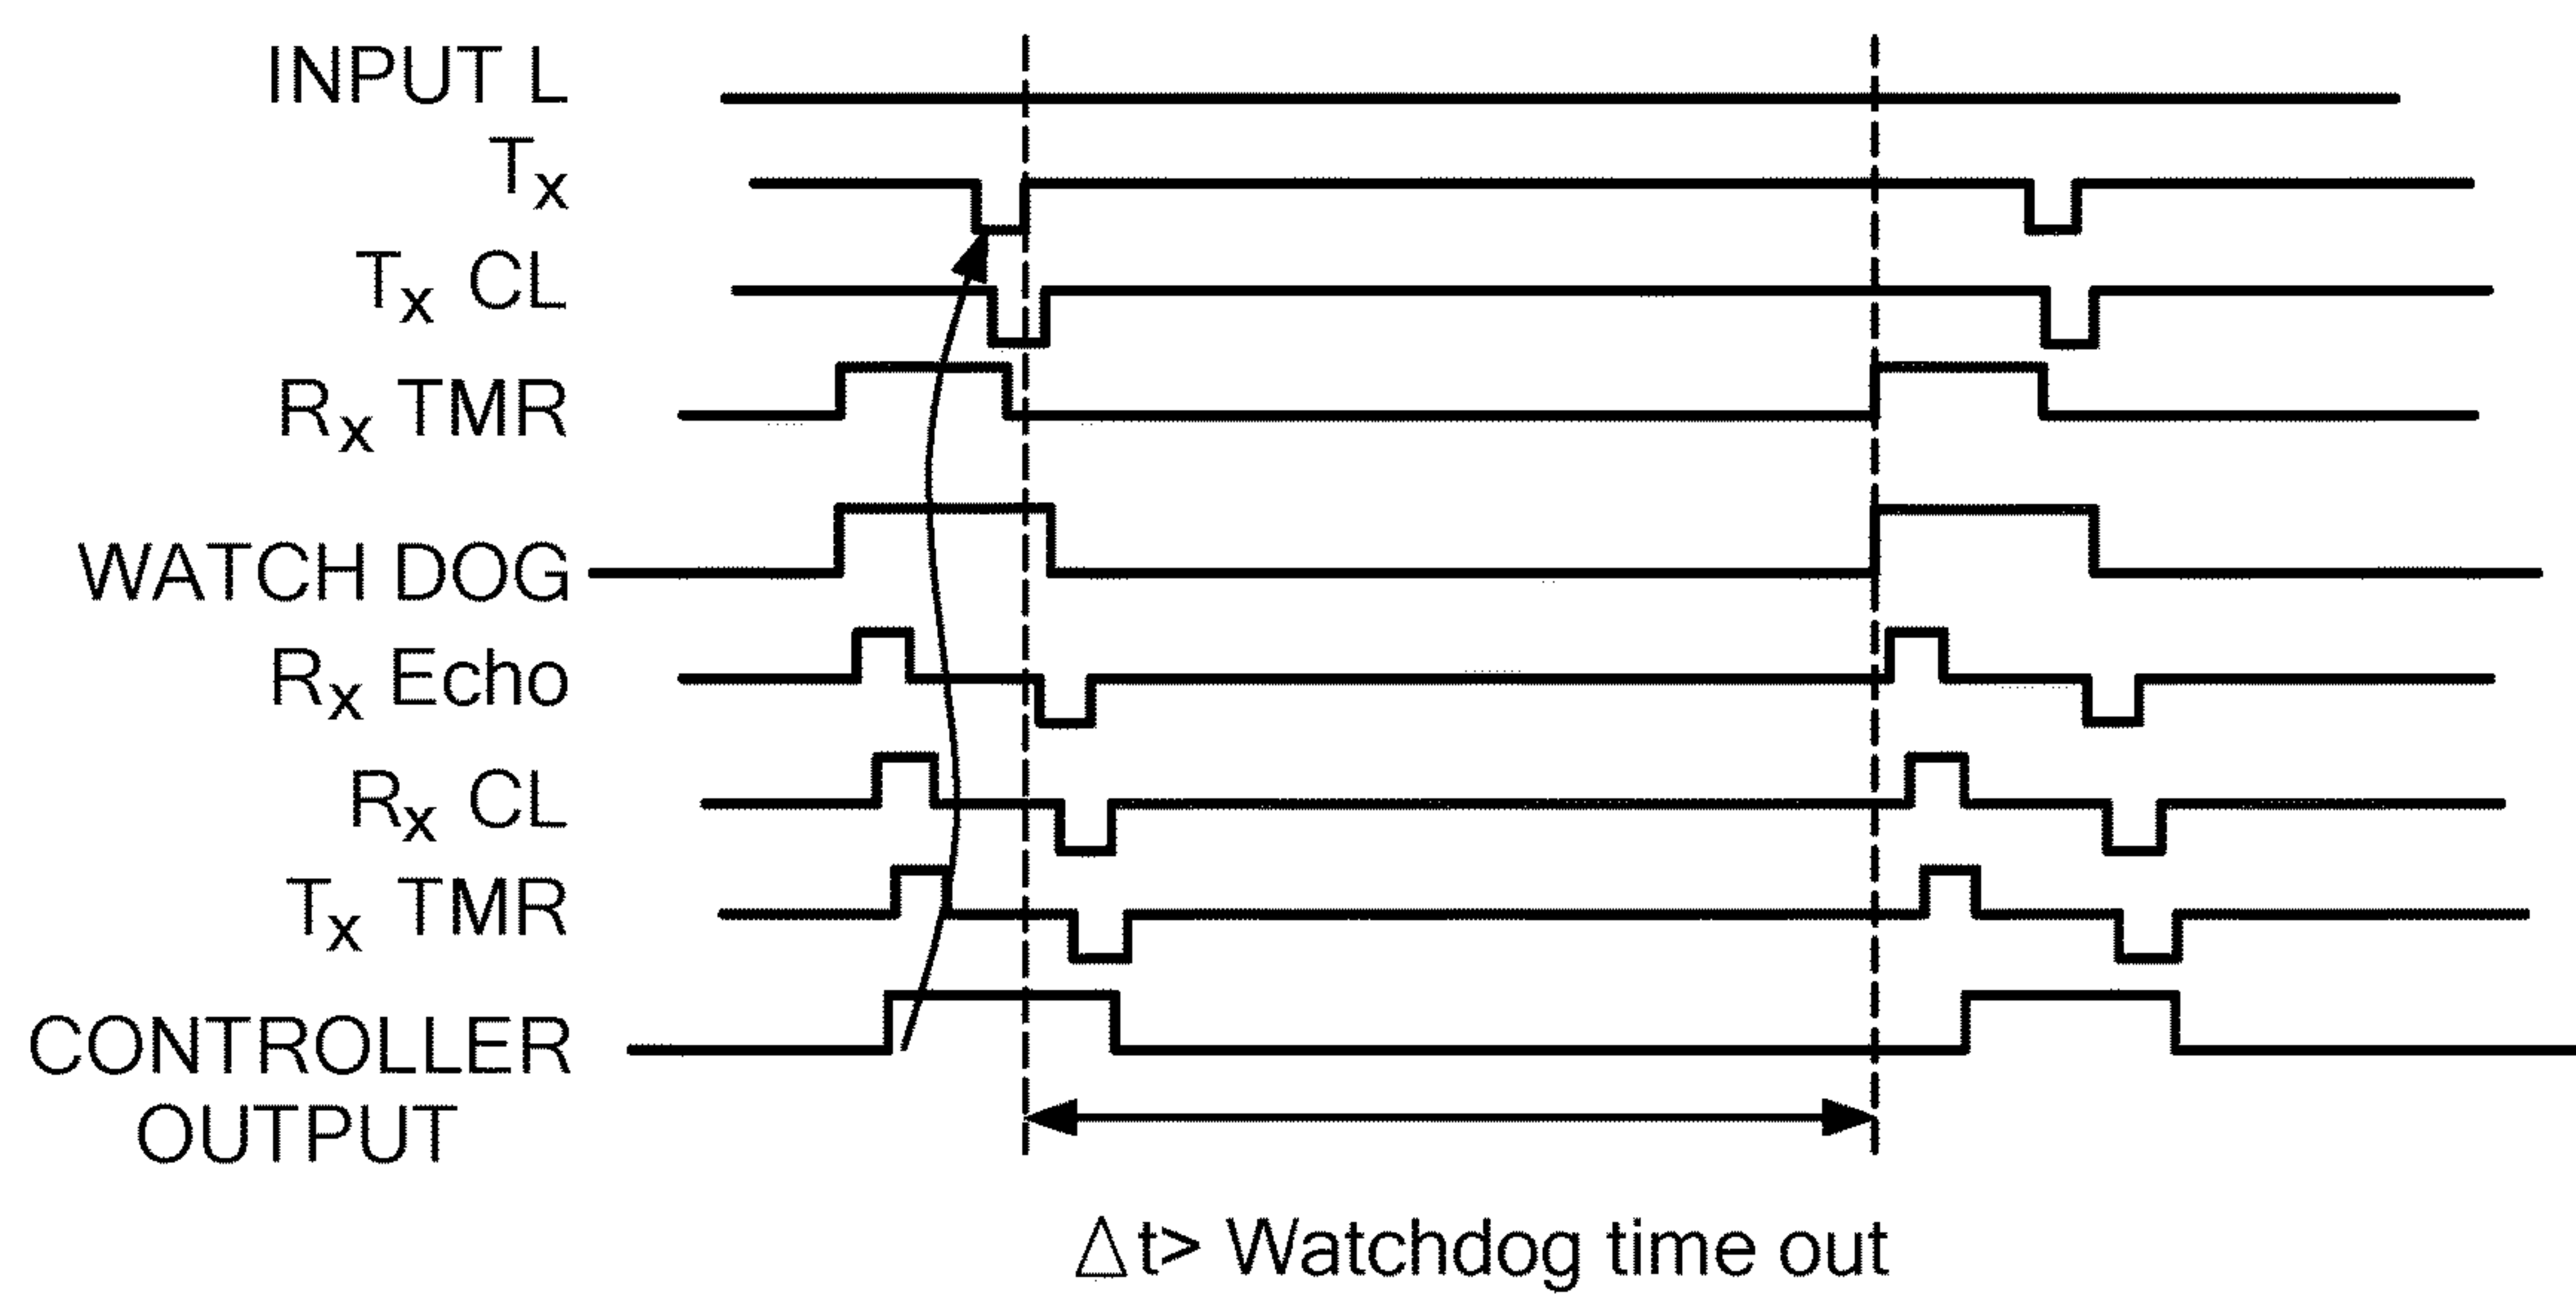 INPUT L
Tx
Tx CL
Rx TMR
WATCH DOG
Rx Echo
Rx CL
Tx TMR
CONTROLLER
OUTPUT
Δt> Watchdog time out